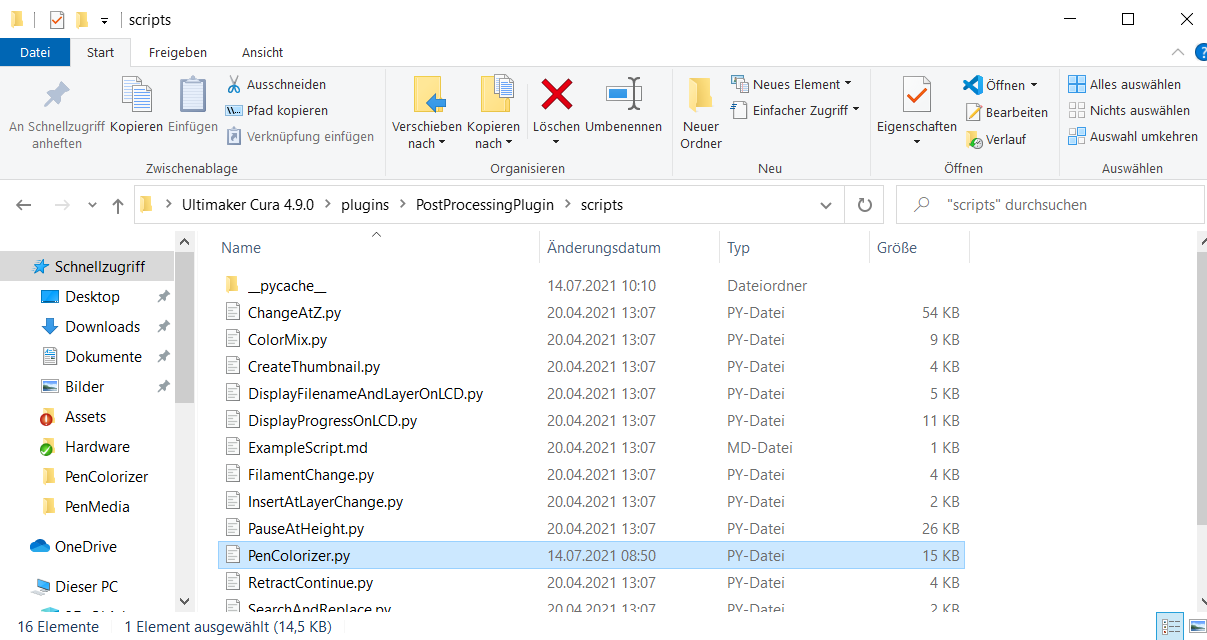 scripts
Datei Start Freigeben Ansicht
An Schnellzugriff anheften
Kopieren
Einfügen
Ausschneiden
Pfad kopieren
Verknüpfung einfügen
Zwischenablage
Verschieben nach
Kopieren nach
Löschen
Umbenennen
Organisieren
Neuer Ordner
Neues Element
Einfacher Zugriff
Neu
Eigenschaften
Öffnen
Bearbeiten
Verlauf
Öffnen
Alles auswählen
Nichts auswählen
Auswahl umkehren
Auswählen
Ultimaker Cura 4.9.0 > plugins > PostProcessingPlugin > scripts
"scripts" durchsuchen
Schnellzugriff
Desktop
Downloads
Dokumente
Bilder
Assets
Hardware
PenColorizer
PenMedia
OneDrive
Dieser PC
Name Änderungsdatum Typ Größe
__pycache__ 14.07.2021 10:10 Dateiordner
ChangeAtZ.py 20.04.2021 13:07 PY-Datei 54 KB
ColorMix.py 20.04.2021 13:07 PY-Datei 9 KB
CreateThumbnail.py 20.04.2021 13:07 PY-Datei 4 KB
DisplayFilenameAndLayerOnLCD.py 20.04.2021 13:07 PY-Datei 5 KB
DisplayProgressOnLCD.py 20.04.2021 13:07 PY-Datei 11 KB
ExampleScript.md 20.04.2021 13:07 MD-Datei 1 KB
FilamentChange.py 20.04.2021 13:07 PY-Datei 4 KB
InsertAtLayerChange.py 20.04.2021 13:07 PY-Datei 2 KB
PauseAtHeight.py 20.04.2021 13:07 PY-Datei 26 KB
PenColorizer.py 14.07.2021 08:50 PY-Datei 15 KB
RetractContinue.py 20.04.2021 13:07 PY-Datei 4 KB
SearchAndReplace.py 20.04.2021 13:07 PY-Datei 2 KB
16 Elemente 1 Element ausgewählt (14,5 KB)